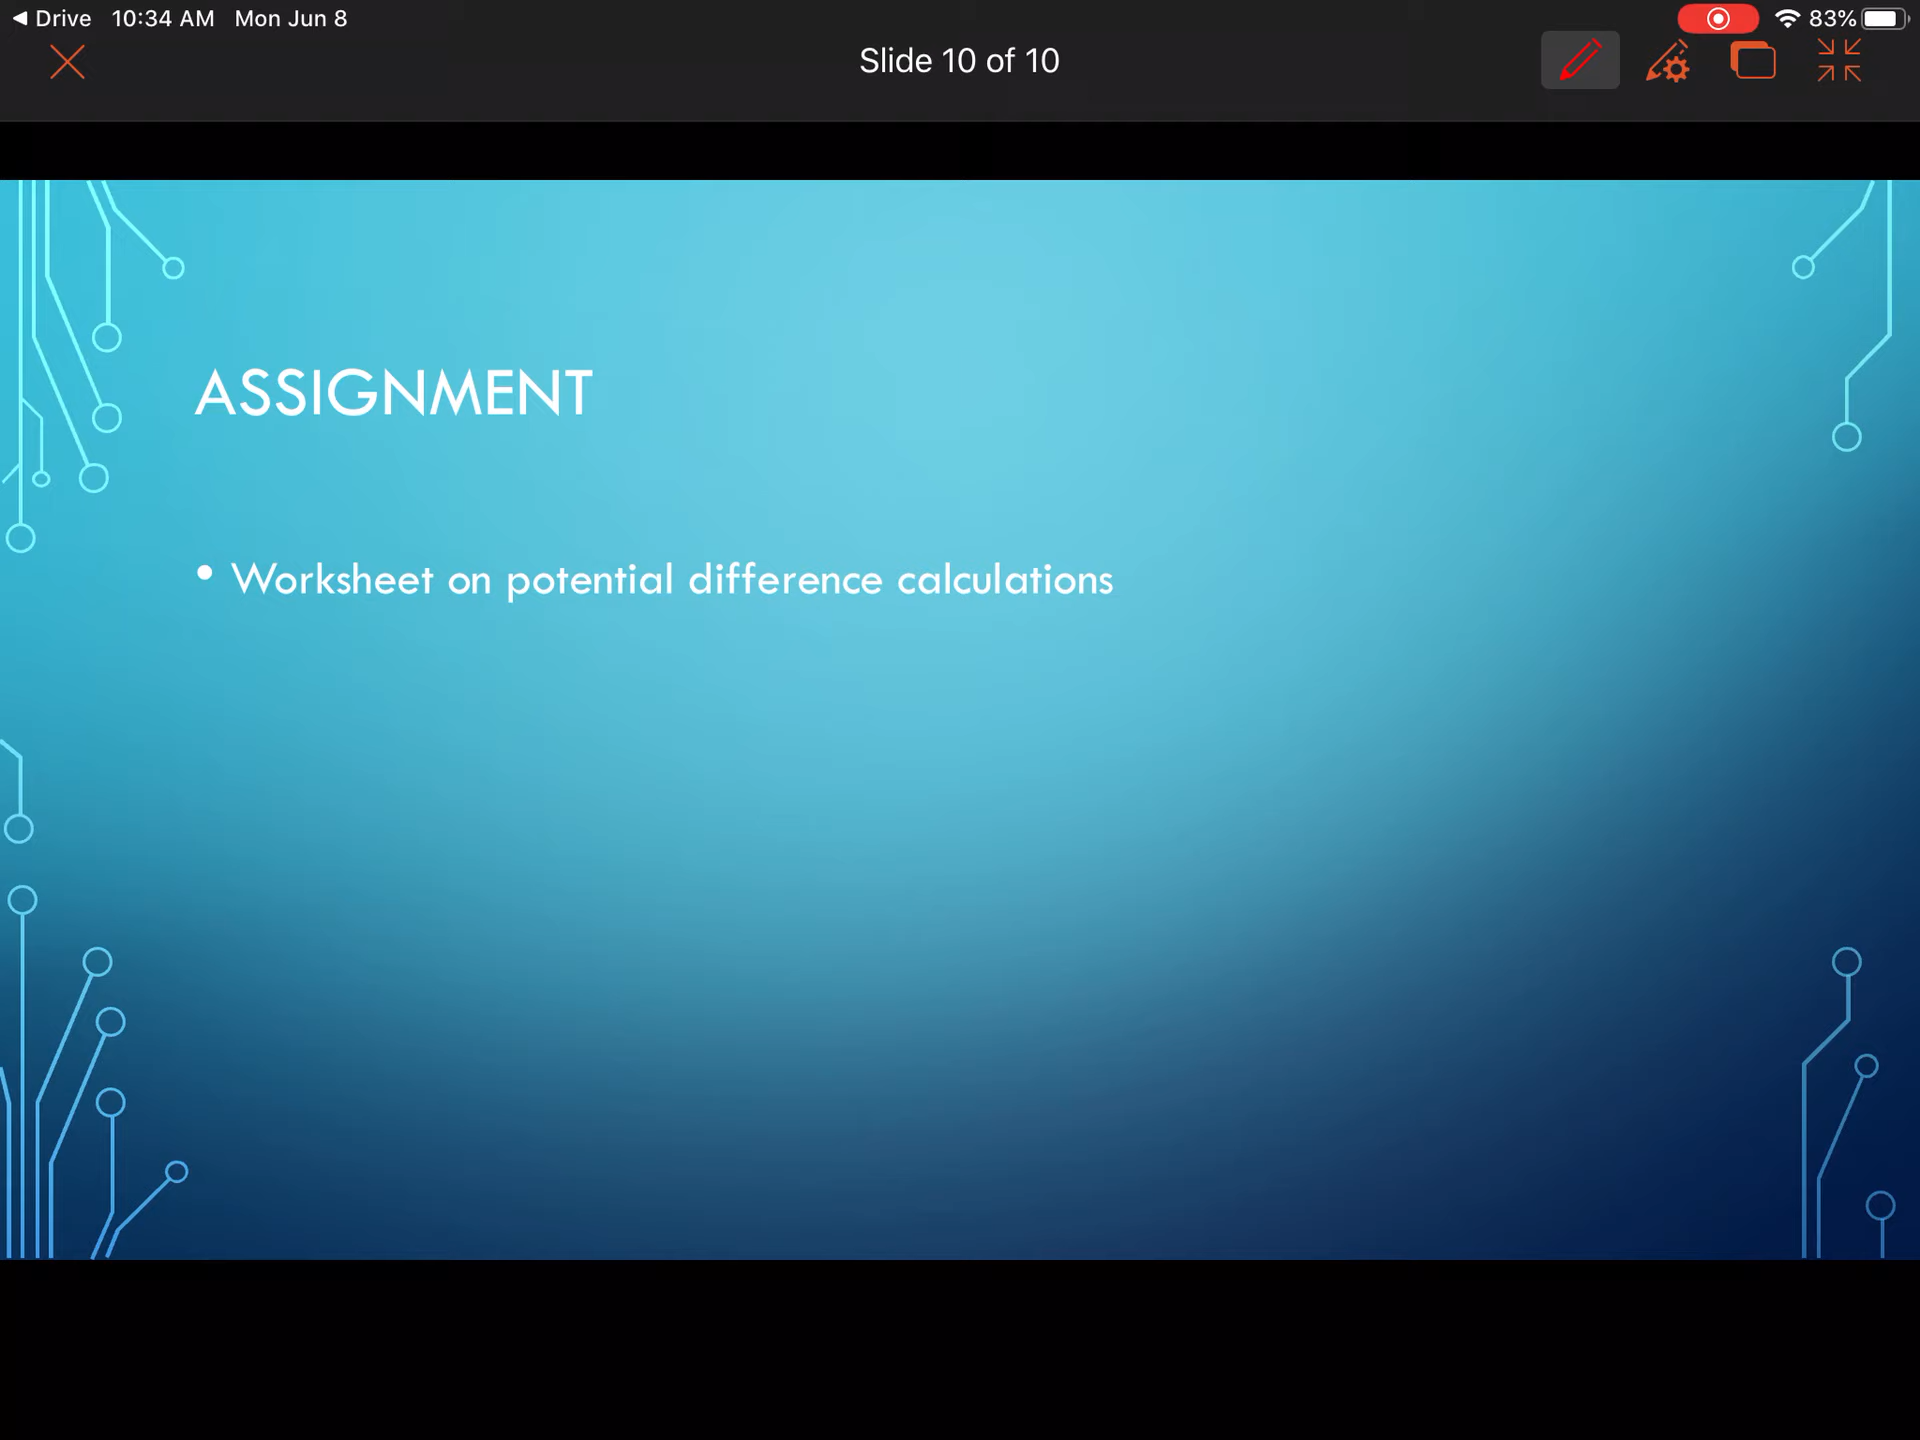 Drive 10:34 AM Mon Jun 8 83%
Slide 10 of 10
ASSIGNMENT
• Worksheet on potential difference calculations